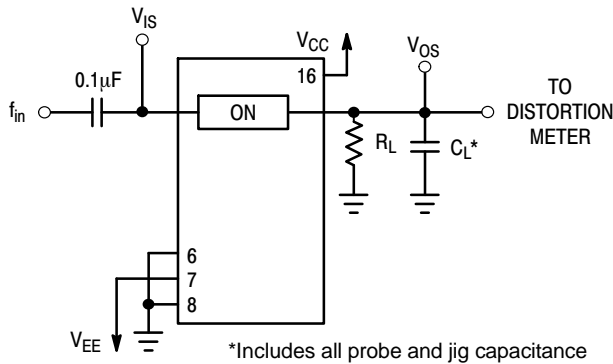 V_IS
V_CC
V_OS
16
0.1µF
f_in
ON
TO
DISTORTION
METER
R_L
C_L*
6
7
8
V_EE
*Includes all probe and jig capacitance